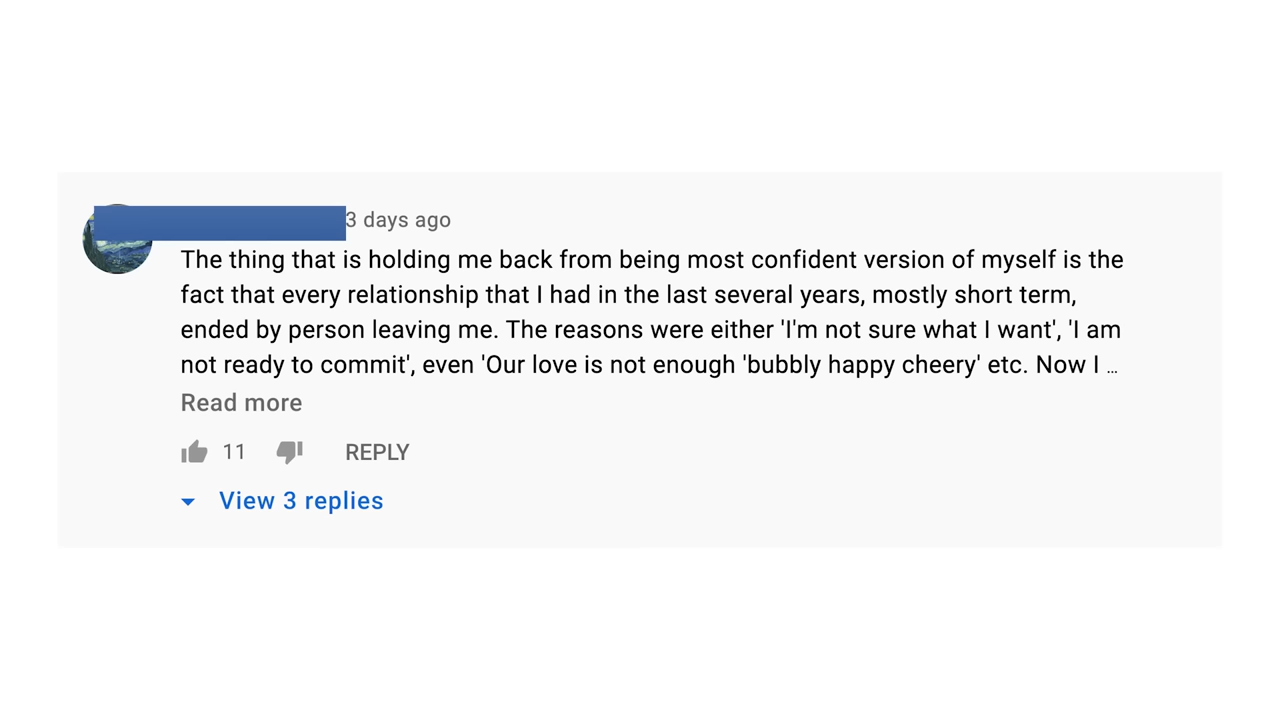 3 days ago
The thing that is holding me back from being most confident version of myself is the
fact that every relationship that I had in the last several years, mostly short term,
ended by person leaving me. The reasons were either 'I'm not sure what I want', 'I am
not ready to commit', even 'Our love is not enough 'bubbly happy cheery' etc. Now I ...
Read more
11 REPLY
View 3 replies